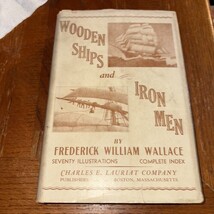 WOODEN
SHIPS
and
IRON
MEN
BY
FREDERICK WILLIAM WALLACE
SEVENTY ILLUSTRATIONS COMPLETE INDEX
CHARLES E. LAURIAT COMPANY
PUBLISHERS BOSTON, MASSACHUSETTS